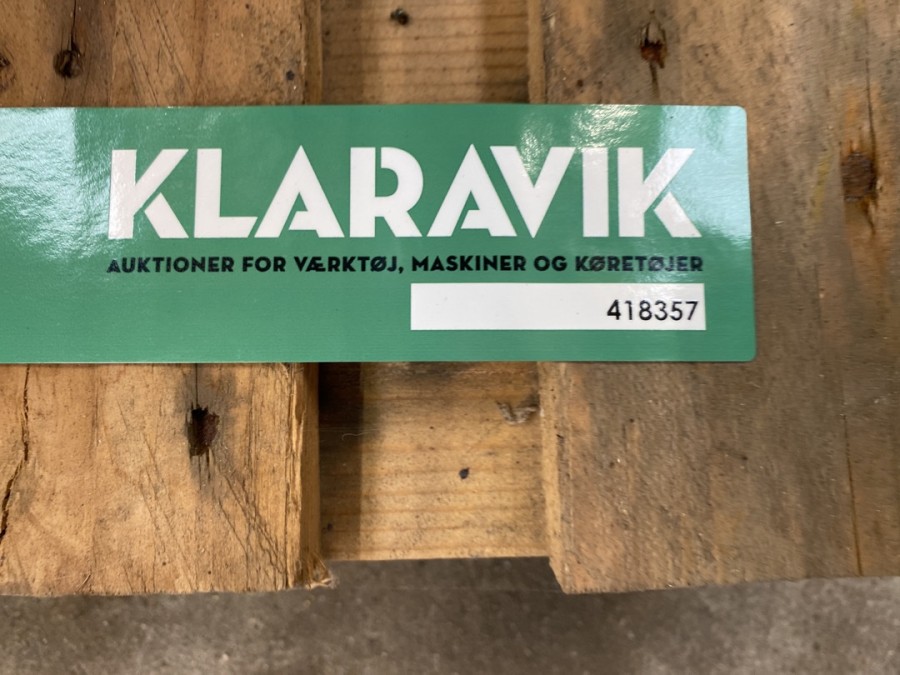 KLARAVIK
AUKTIONER FOR VÆRKTØJ, MASKINER OG KØRETØJER
418357